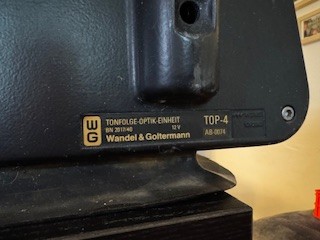 WG
TONFOLGE-OPTIK-EINHEIT
BN 2017/40 12 V
Wandel & Goltermann
TOP-4
AB-0074